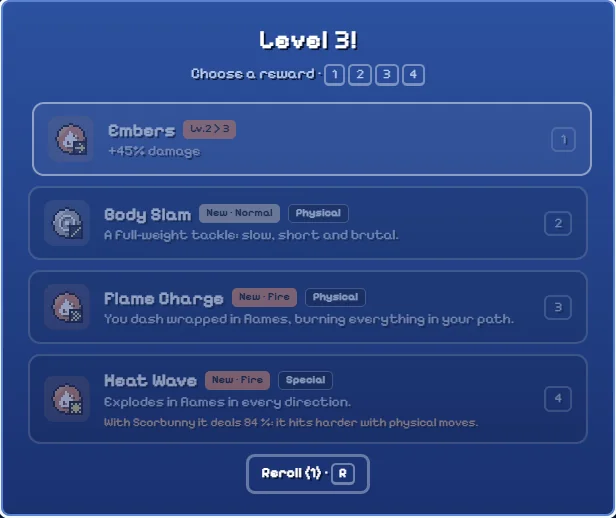 Level 3!
Choose a reward · 1 2 3 4
Embers Lv.2 > 3
+45% damage
1
Body Slam New · Normal Physical
A full-weight tackle: slow, short and brutal.
2
Flame Charge New · Fire Physical
You dash wrapped in flames, burning everything in your path.
3
Heat Wave New · Fire Special
Explodes in flames in every direction.
With Scorbunny it deals 84 %: it hits harder with physical moves.
4
Reroll (1) · R